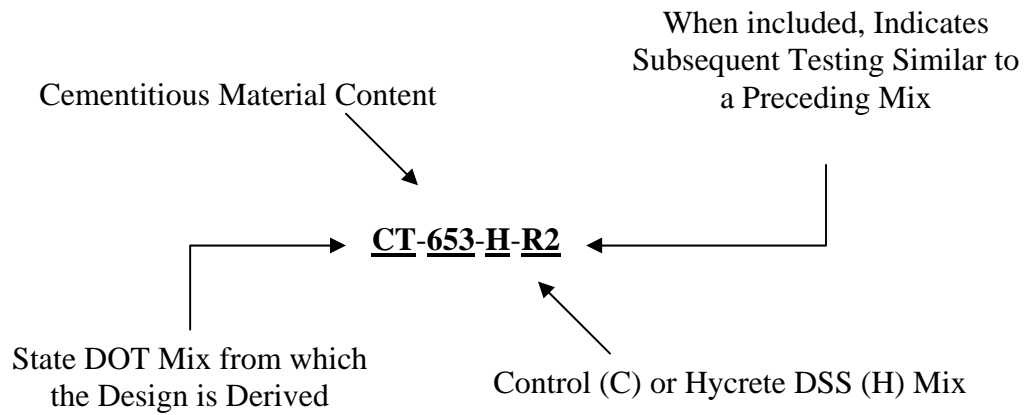 When included, Indicates
Subsequent Testing Similar to
a Preceding Mix
Cementitious Material Content
CT-653-H-R2
State DOT Mix from which
the Design is Derived
Control (C) or Hycrete DSS (H) Mix